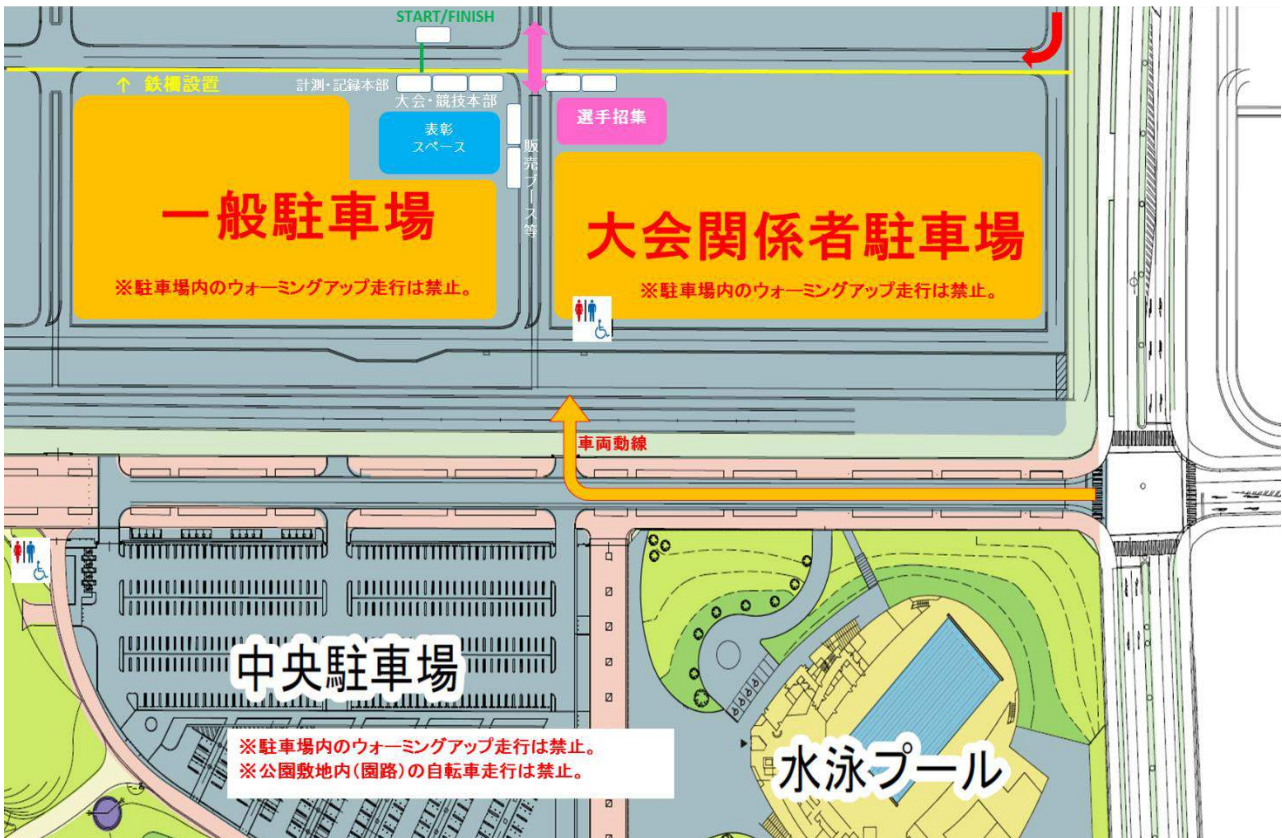 START/FINISH
↑ 鉄柵設置
計測・記録本部
大会・競技本部
表彰
スペース
販売ブース等
選手招集
一般駐車場
※駐車場内のウォーミングアップ走行は禁止。
大会関係者駐車場
※駐車場内のウォーミングアップ走行は禁止。
車両動線
中央駐車場
※駐車場内のウォーミングアップ走行は禁止。
※公園敷地内(園路)の自転車走行は禁止。
水泳プール